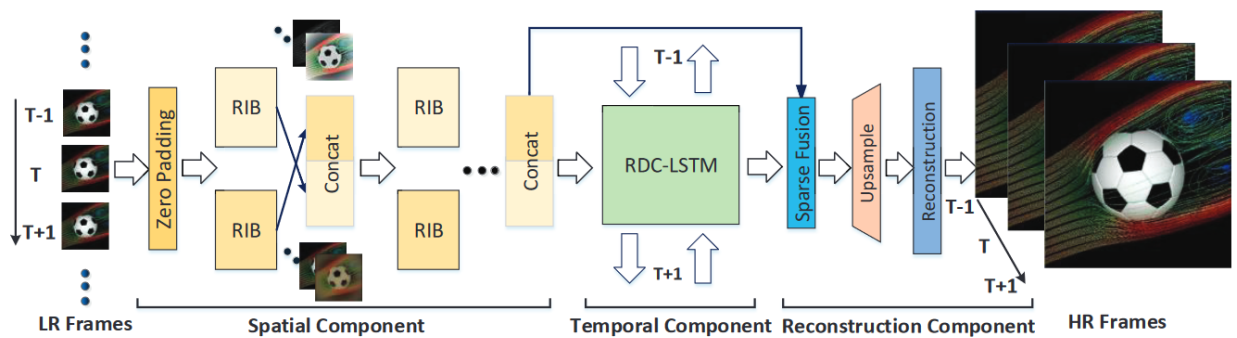 T-1
T
T+1
LR Frames
Zero Padding
RIB
RIB
Concat
RIB
RIB
Concat
Spatial Component
T-1
RDC-LSTM
T+1
Temporal Component
Sparse Fusion
Upsample
Reconstruction
Reconstruction Component
T-1
T
T+1
HR Frames